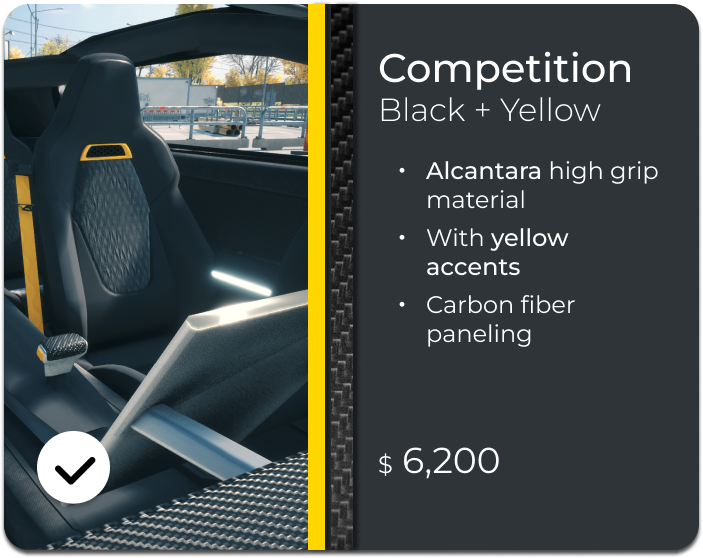 Competition
Black + Yellow
• Alcantara high grip
material
• With yellow
accents
• Carbon fiber
paneling
$ 6,200